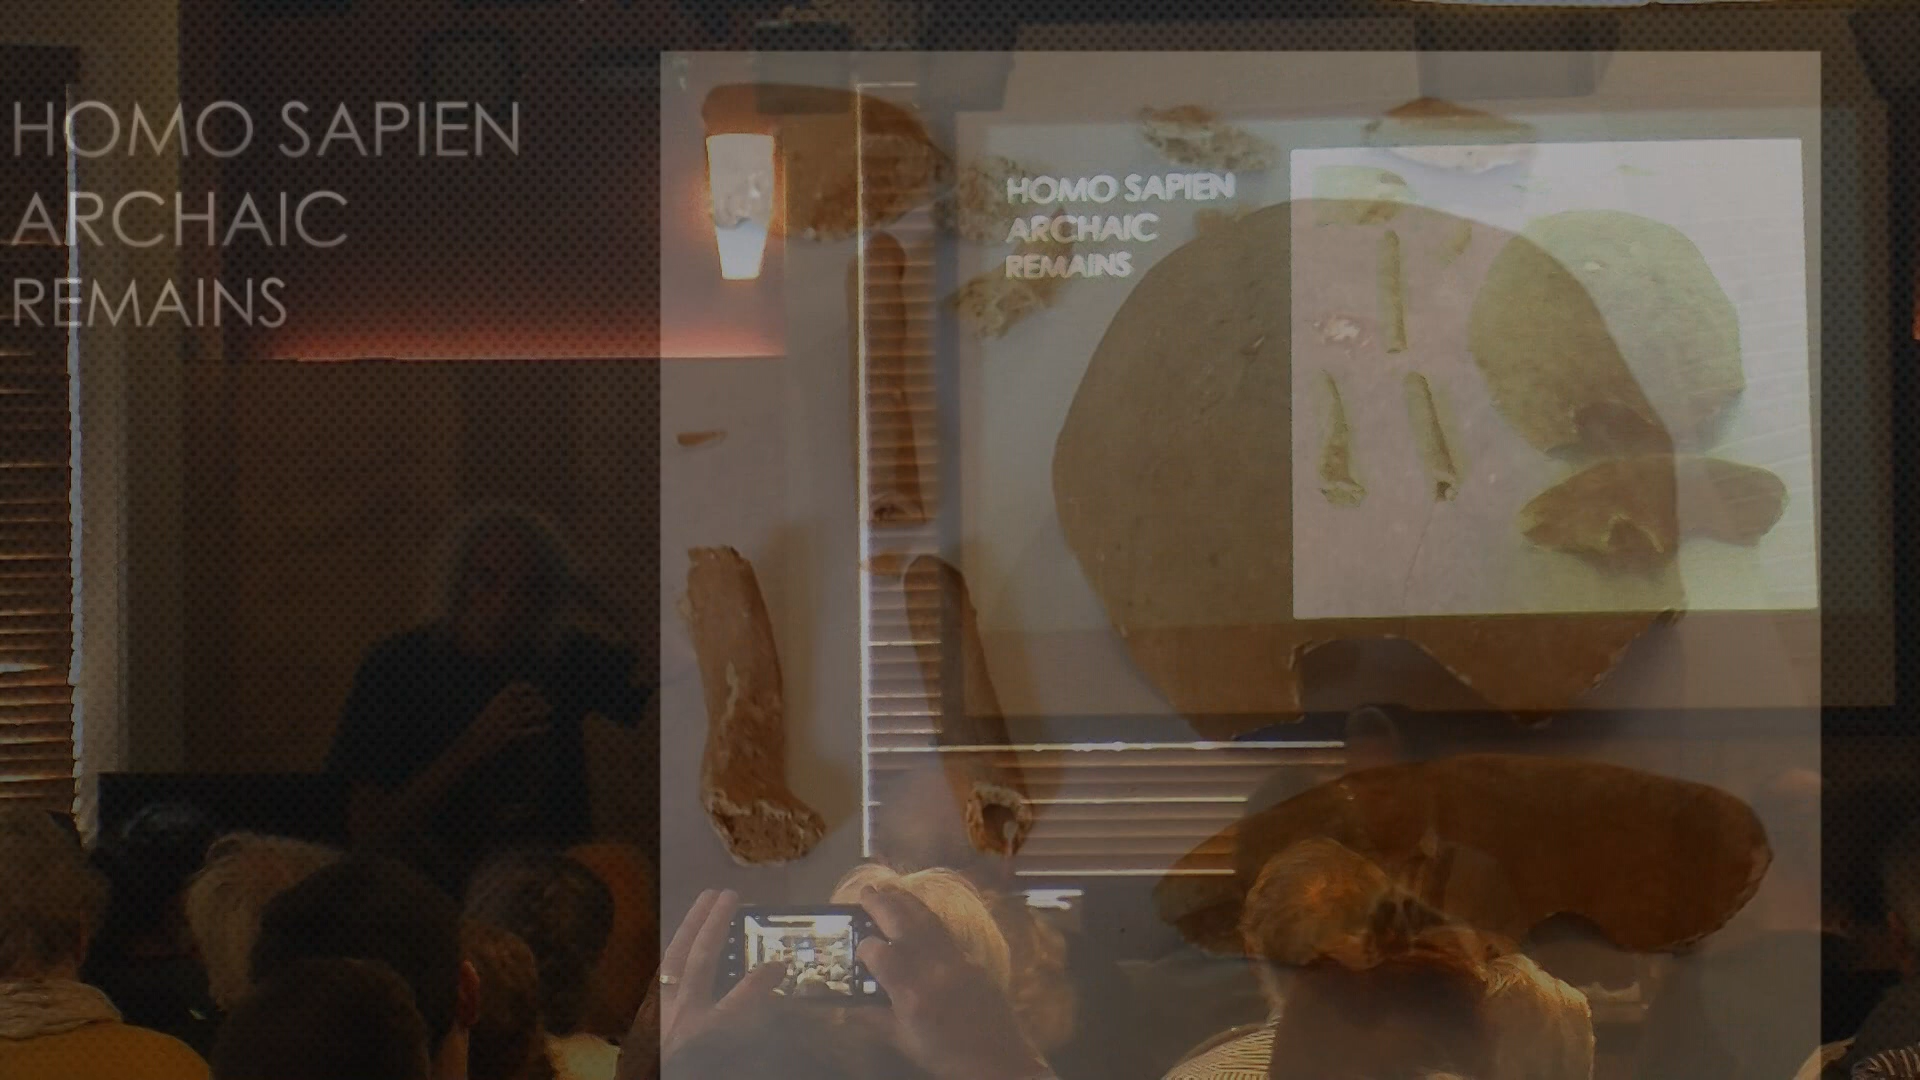 HOMO SAPIEN
ARCHAIC
REMAINS
HOMO SAPIEN
ARCHAIC
REMAINS